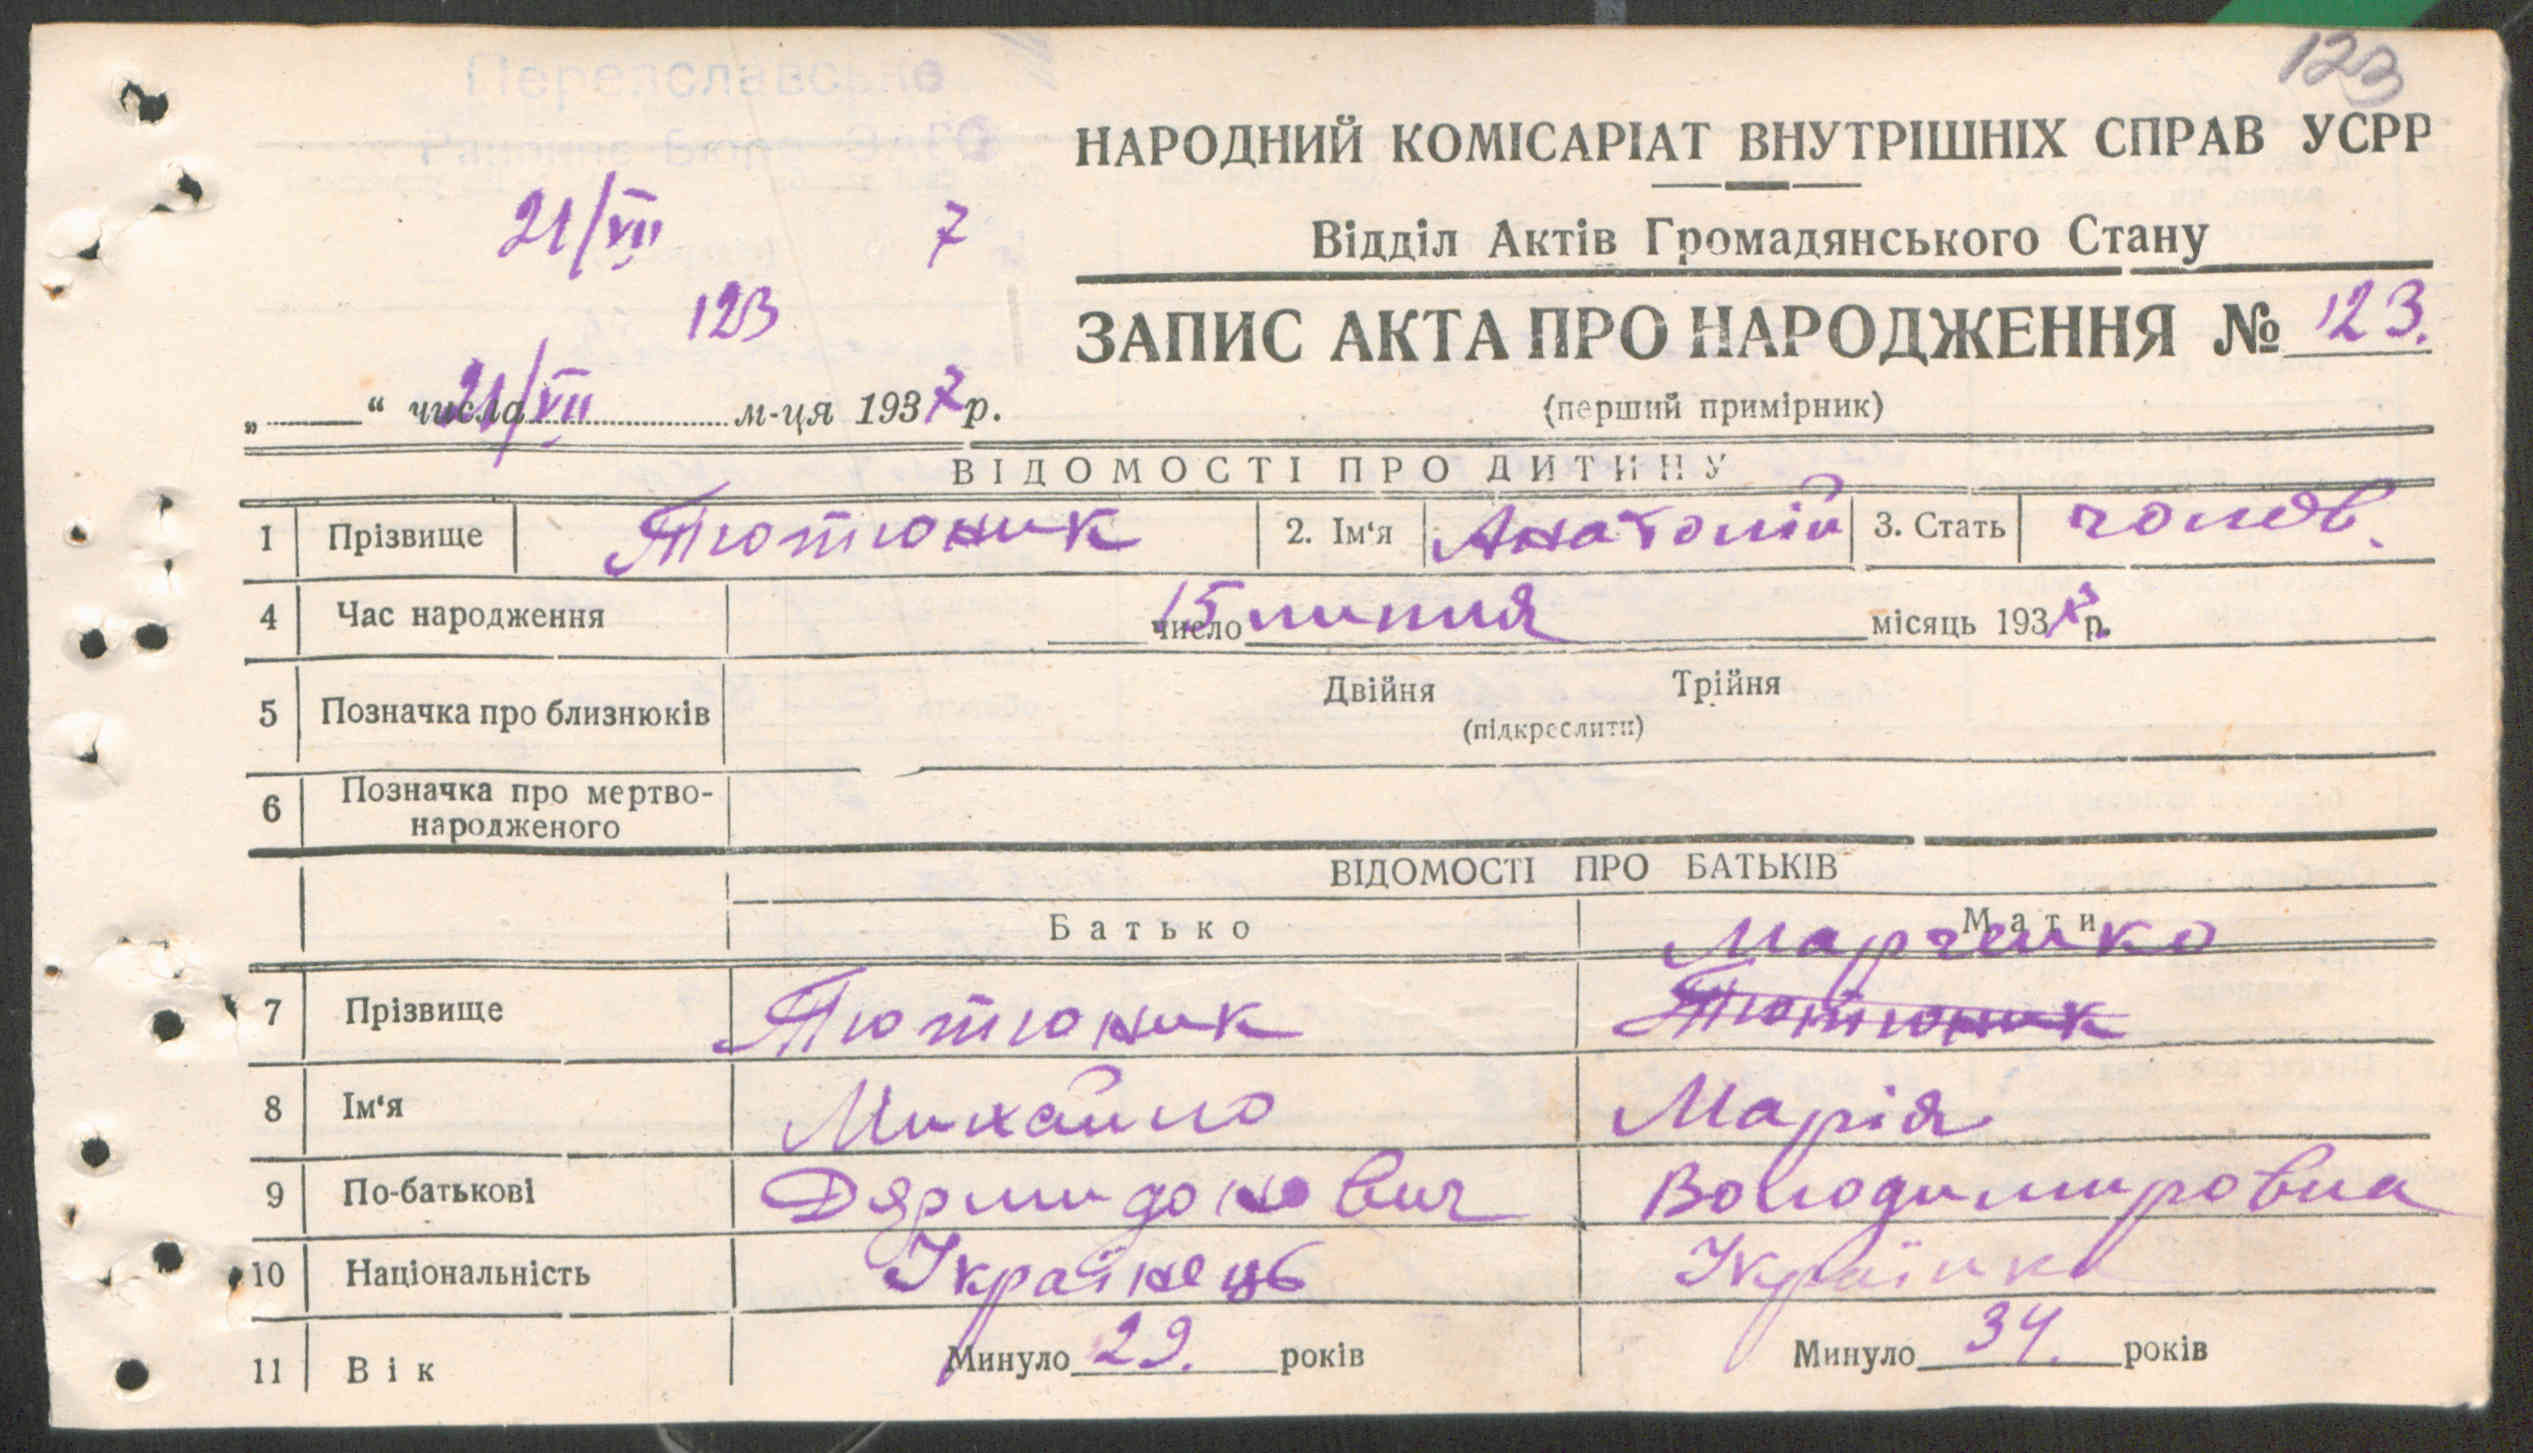 123
Переяславське
НАРОДНИЙ КОМІСАРІАТ ВНУТРІШНІХ СПРАВ УСРР
Відділ Актів Громадянського Стану
21/VII 7
123
ЗАПИС АКТА ПРО НАРОДЖЕННЯ № 123.
(перший примірник)
„ “ числа 21/VII м-ця 1937 р.
ВІДОМОСТІ ПРО ДИТИНУ
1 Прізвище Тютюник 2. Ім‘я Анатолій 3. Стать чолов.
4 Час народження 15 число липня місяць 1937 р.
5 Позначка про близнюків Двійня Трійня
(підкреслити)
6 Позначка про мертво-
народженого
ВІДОМОСТІ ПРО БАТЬКІВ
Батько Мати
Марченко
7 Прізвище Тютюник Тютюник
8 Ім‘я Михайло Марія
9 По-батькові Дярмидонович Володимировна
10 Національність Українець Українка
11 Вік Минуло 29. років Минуло 34. років